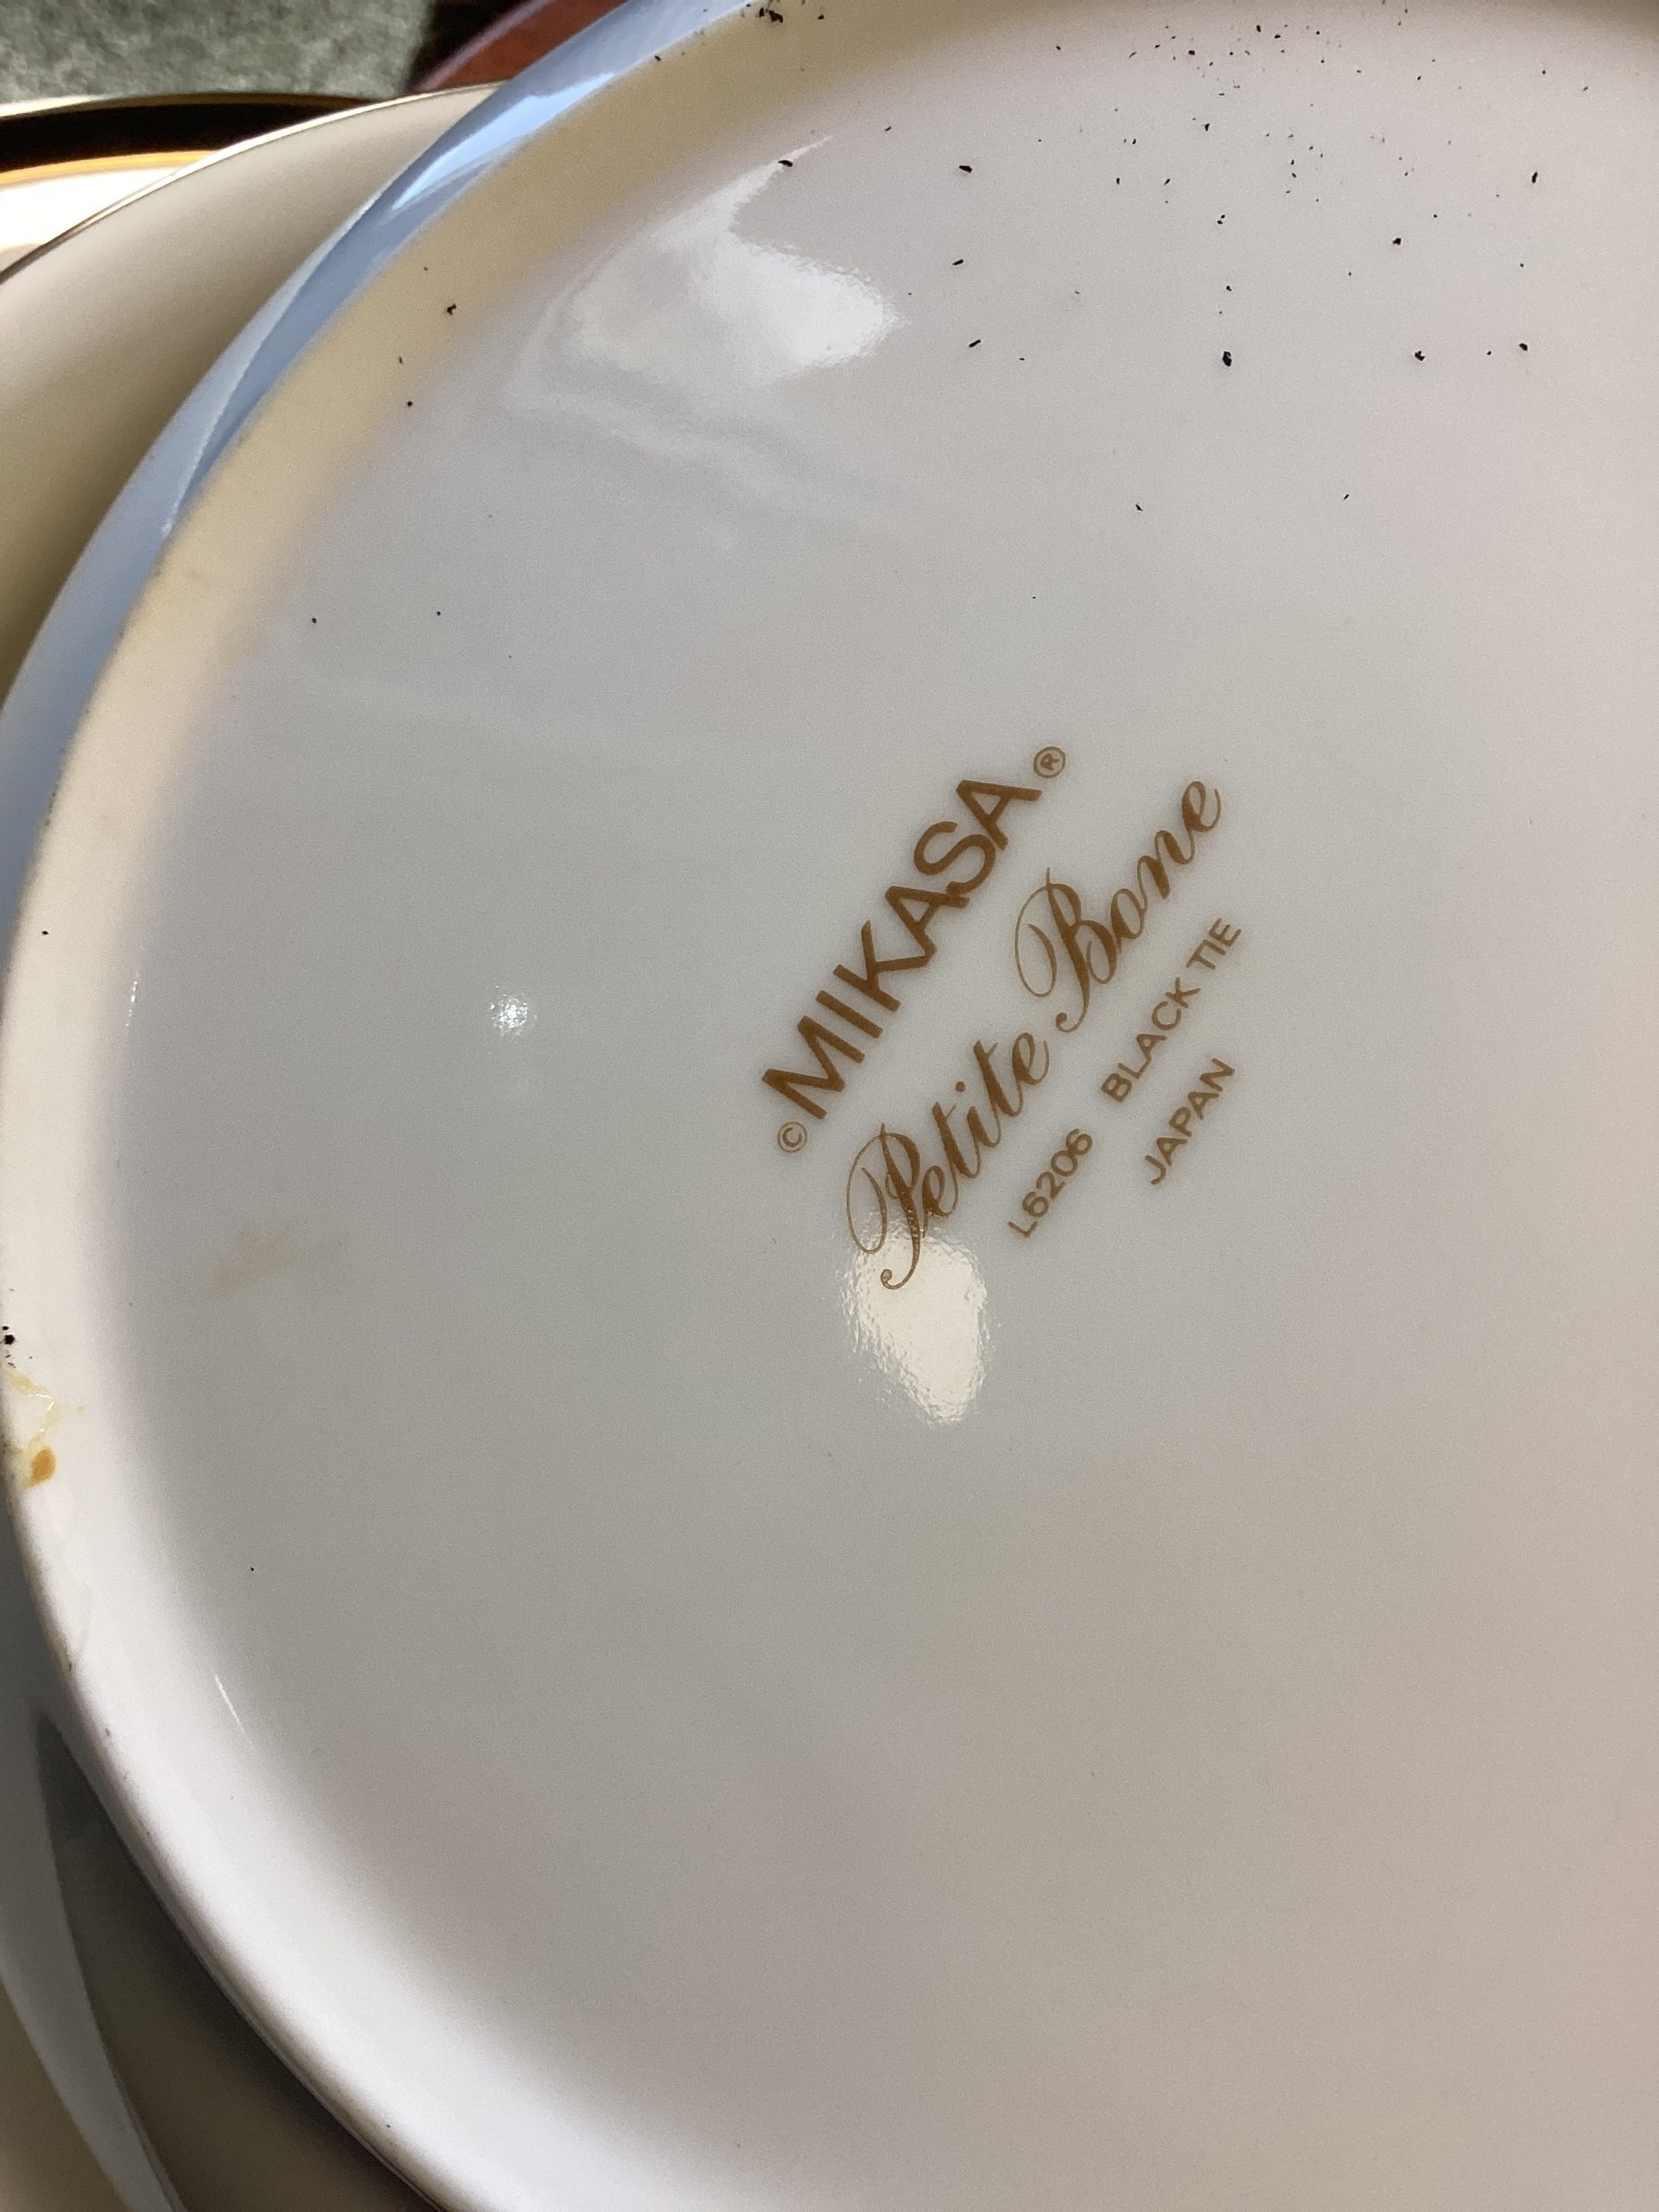 © MIKASA ®
Petite Bone
L6206 BLACK TIE
JAPAN